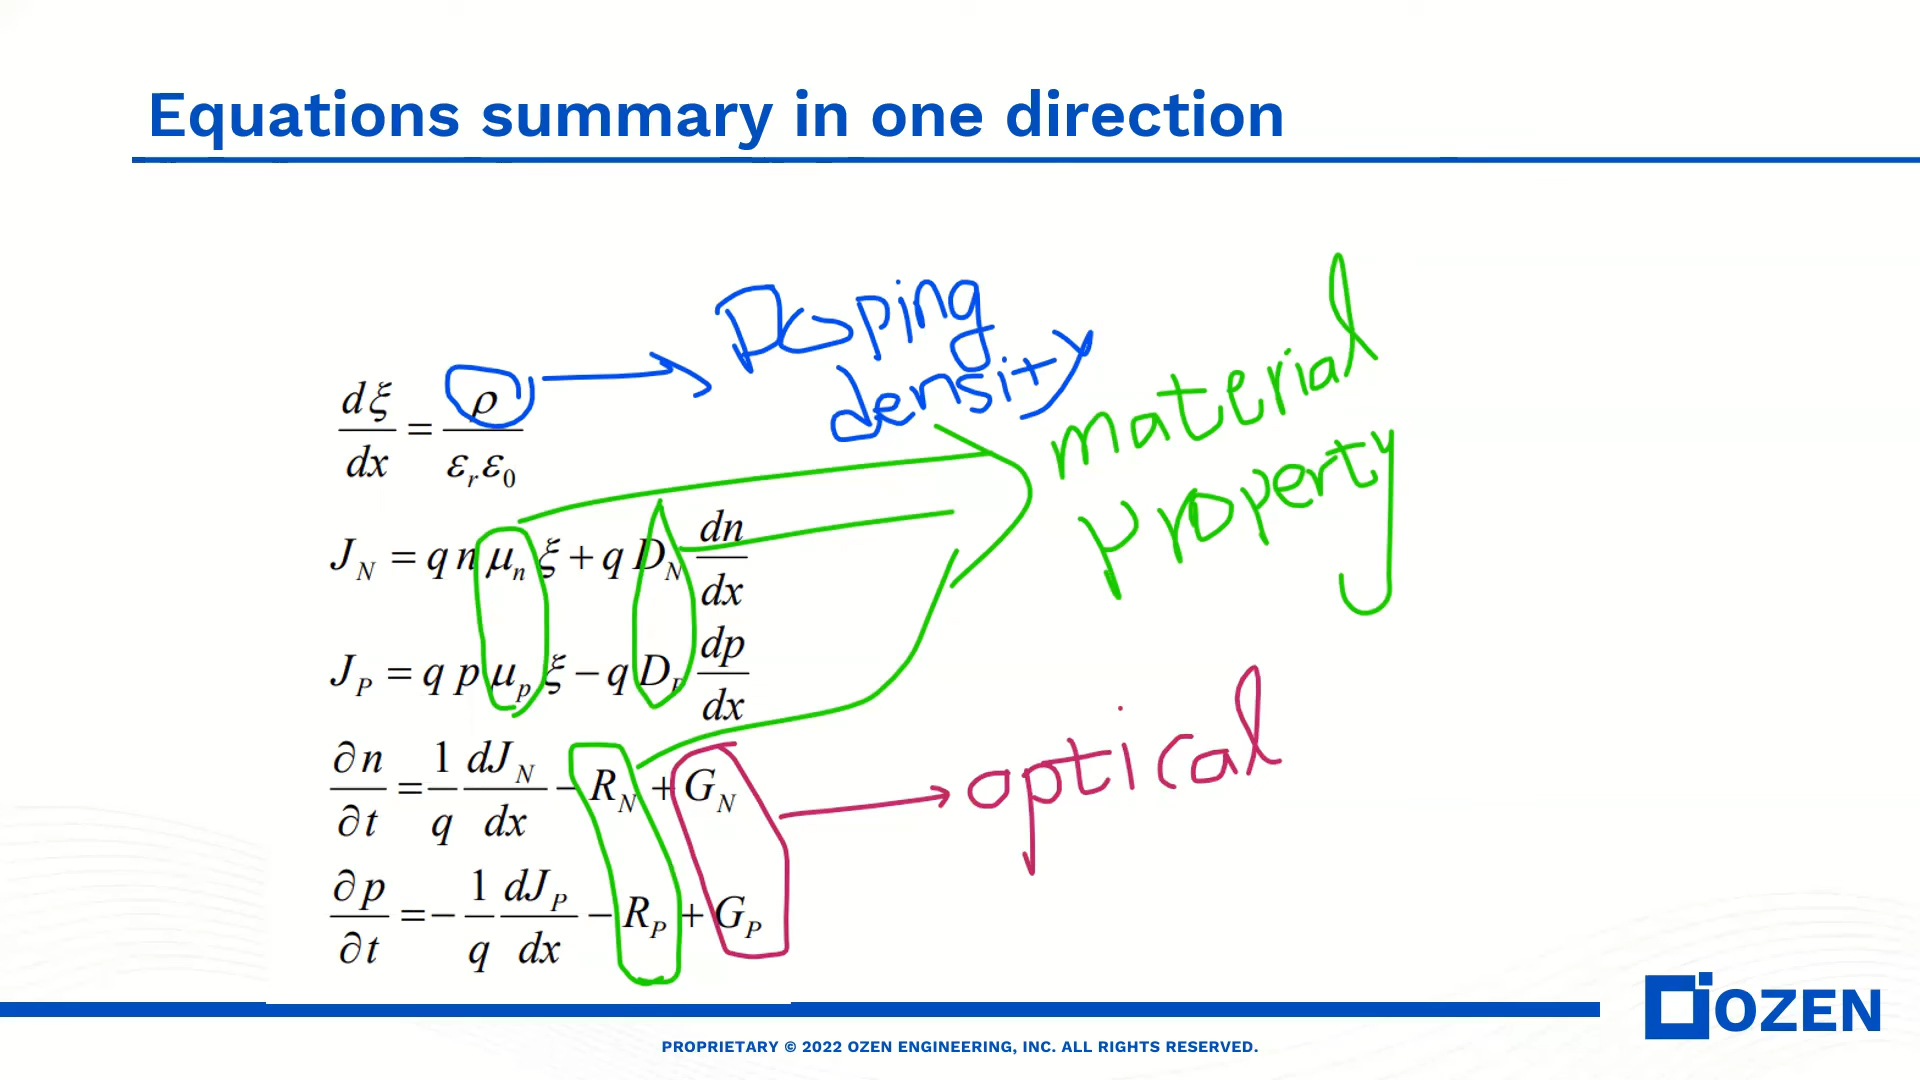 Equations summary in one direction
Doping
density
material
property
dξ/dx = ρ/(ε_r ε_0)
J_N = q n μ_n ξ + q D_N dn/dx
J_P = q p μ_p ξ − q D_P dp/dx
∂n/∂t = 1/q dJ_N/dx − R_N + G_N
optical
∂p/∂t = − 1/q dJ_P/dx − R_P + G_P
OZEN
PROPRIETARY © 2022 OZEN ENGINEERING, INC. ALL RIGHTS RESERVED.